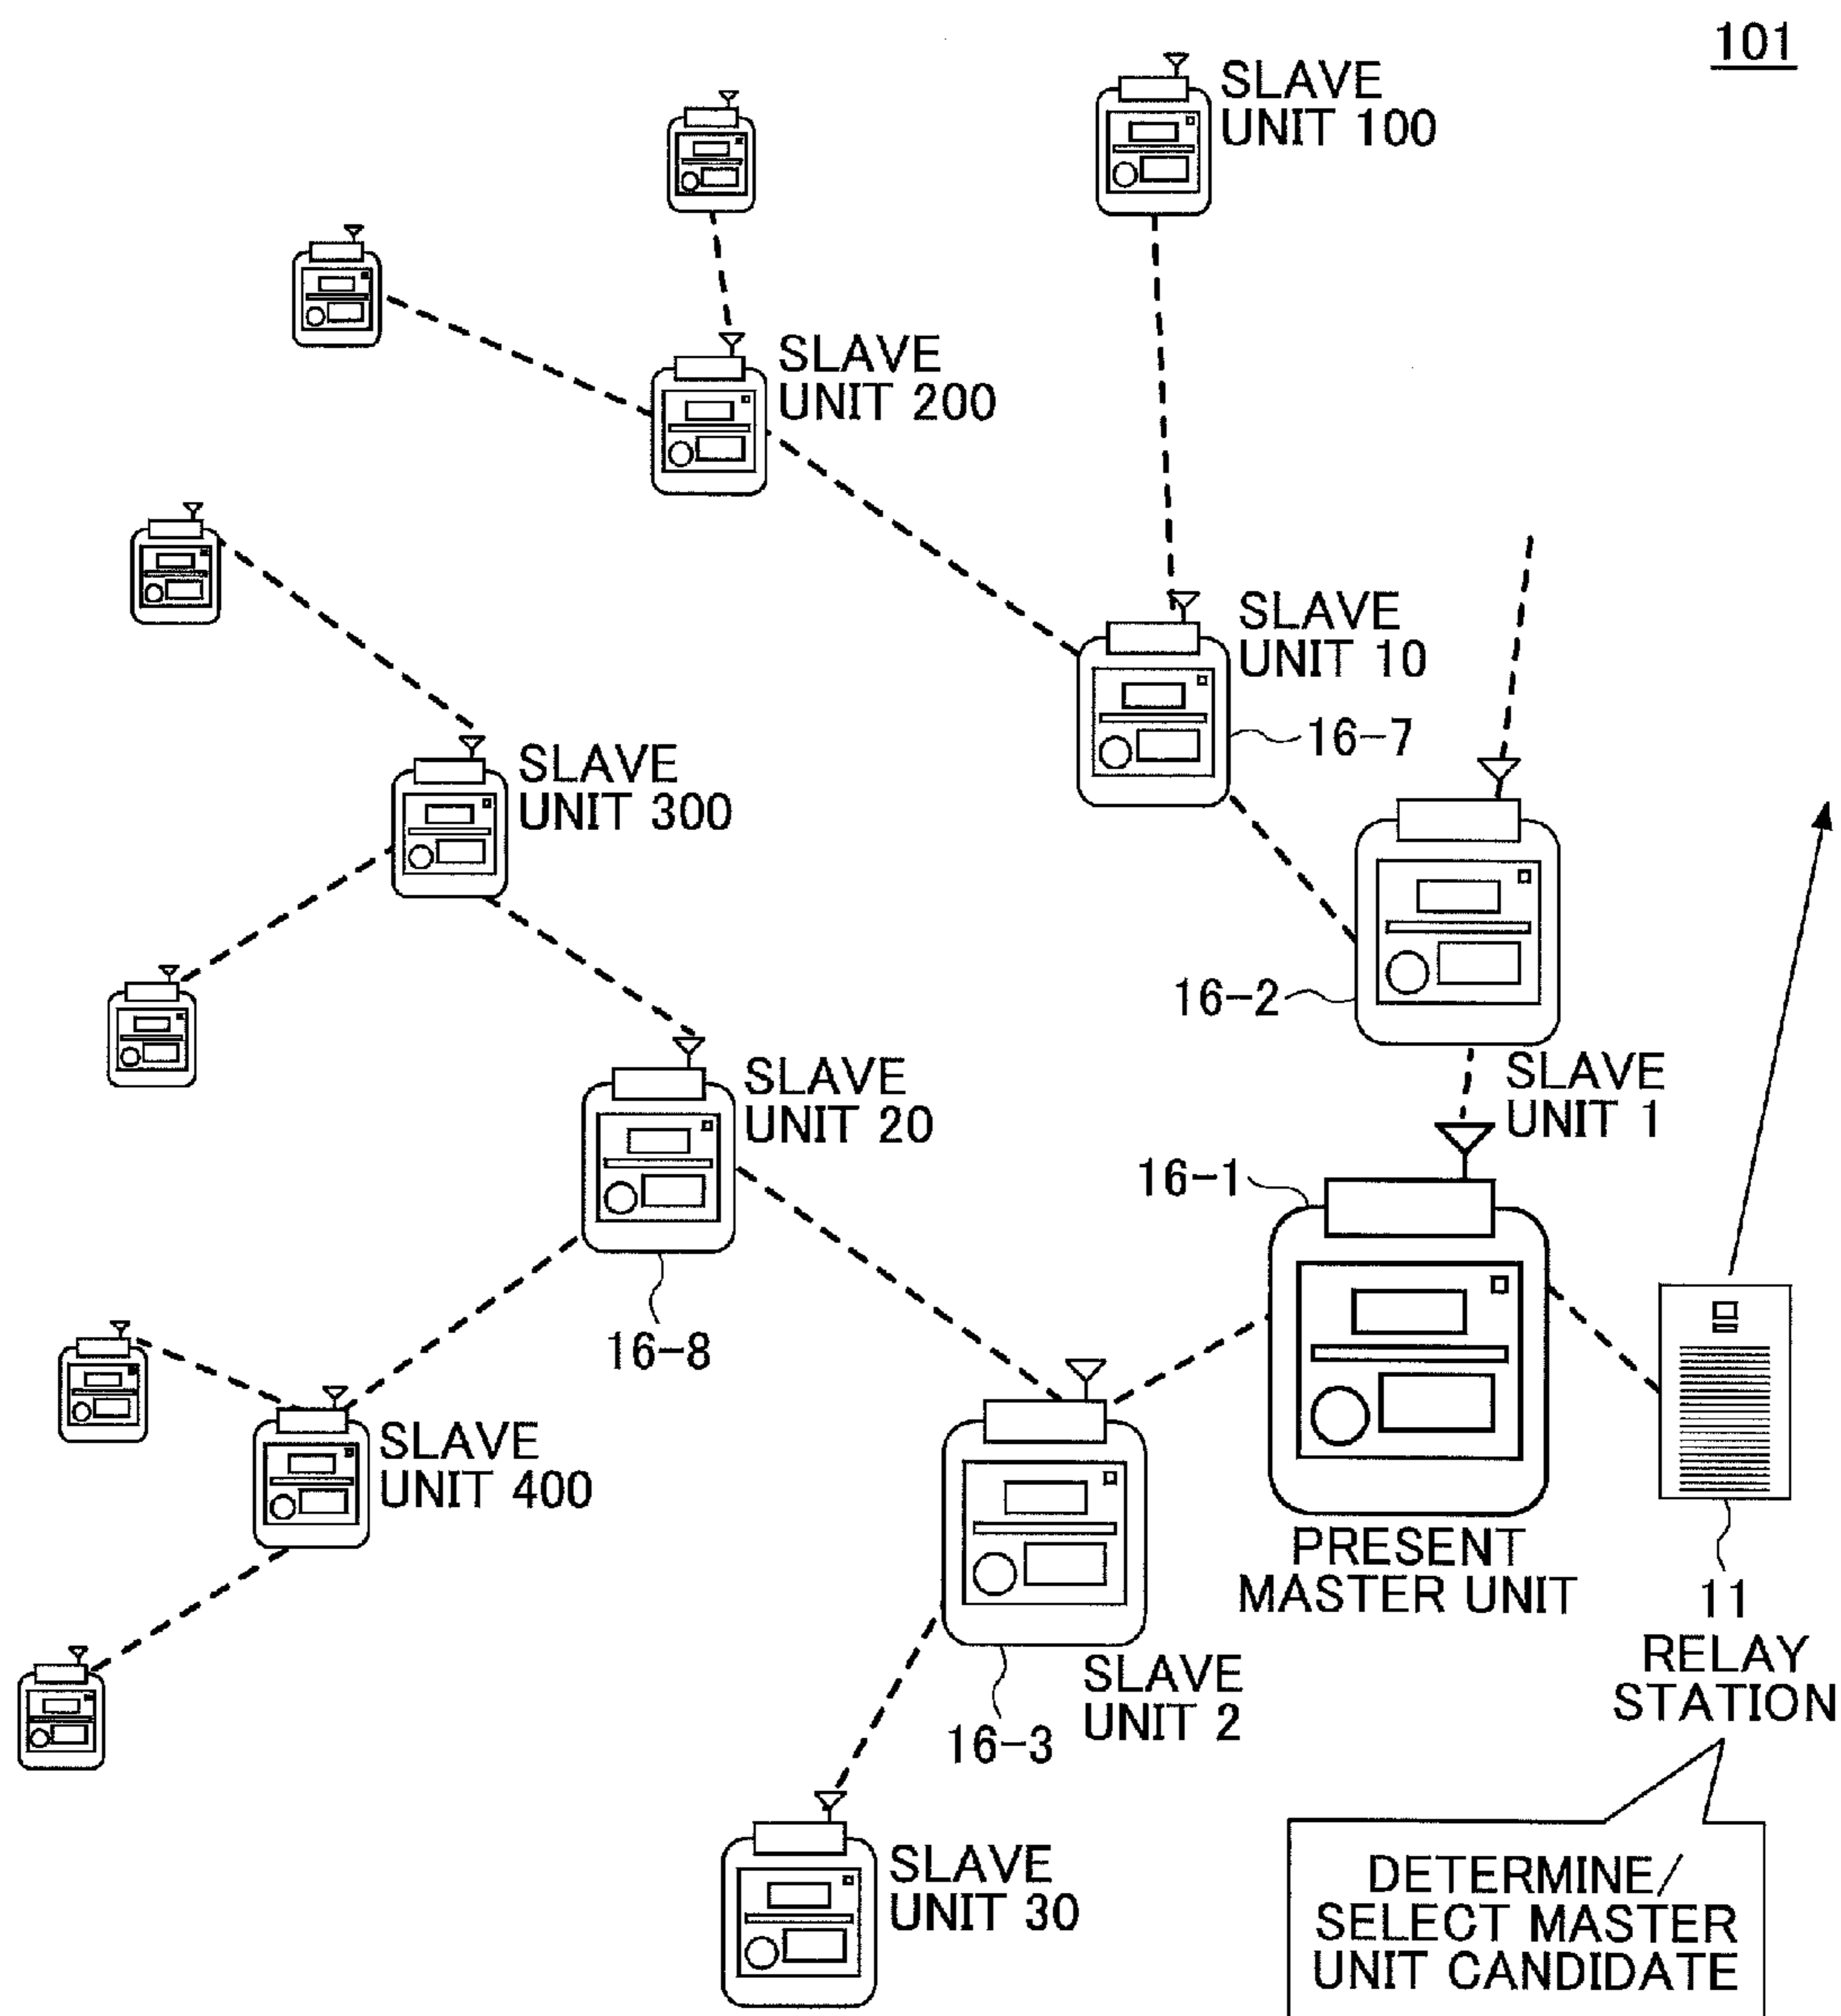 101
SLAVE
UNIT 100
SLAVE
UNIT 200
SLAVE
UNIT 10
16-7
SLAVE
UNIT 300
16-2
SLAVE
UNIT 1
SLAVE
UNIT 20
16-1
16-8
SLAVE
UNIT 400
PRESENT
MASTER UNIT
11
RELAY
STATION
SLAVE
UNIT 2
16-3
SLAVE
UNIT 30
DETERMINE/
SELECT MASTER
UNIT CANDIDATE